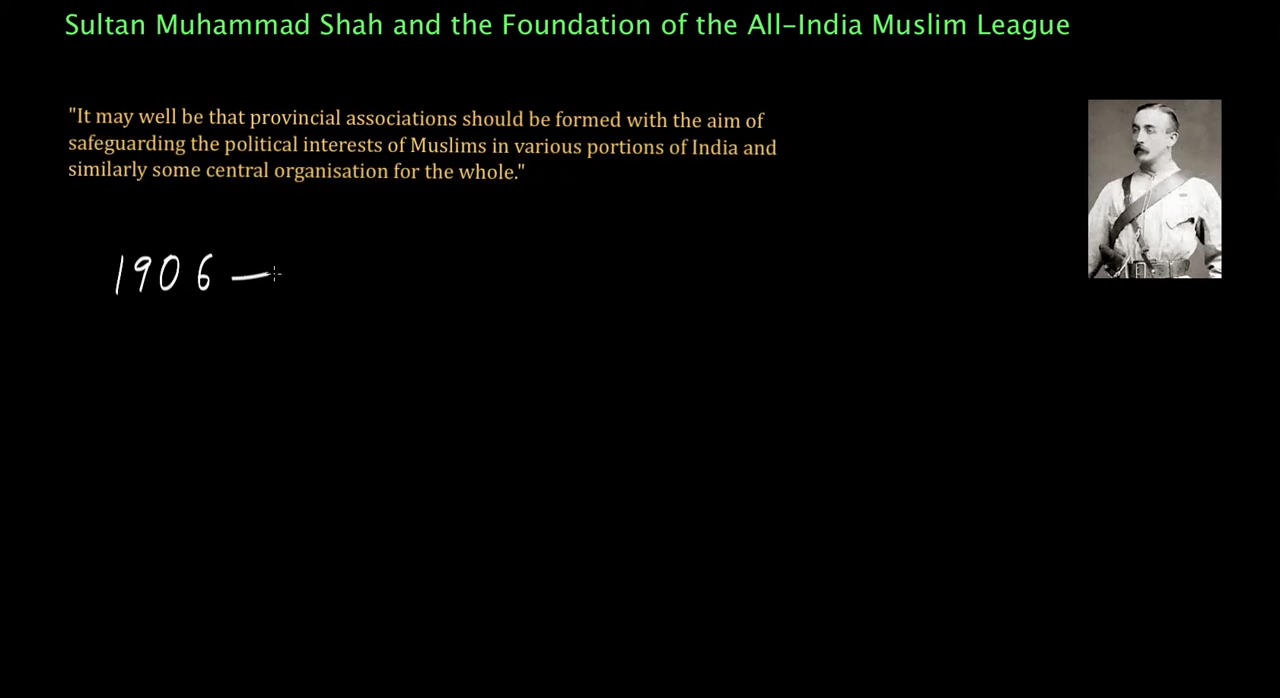 Sultan Muhammad Shah and the Foundation of the All-India Muslim League
"It may well be that provincial associations should be formed with the aim of
safeguarding the political interests of Muslims in various portions of India and
similarly some central organisation for the whole."
1906 —